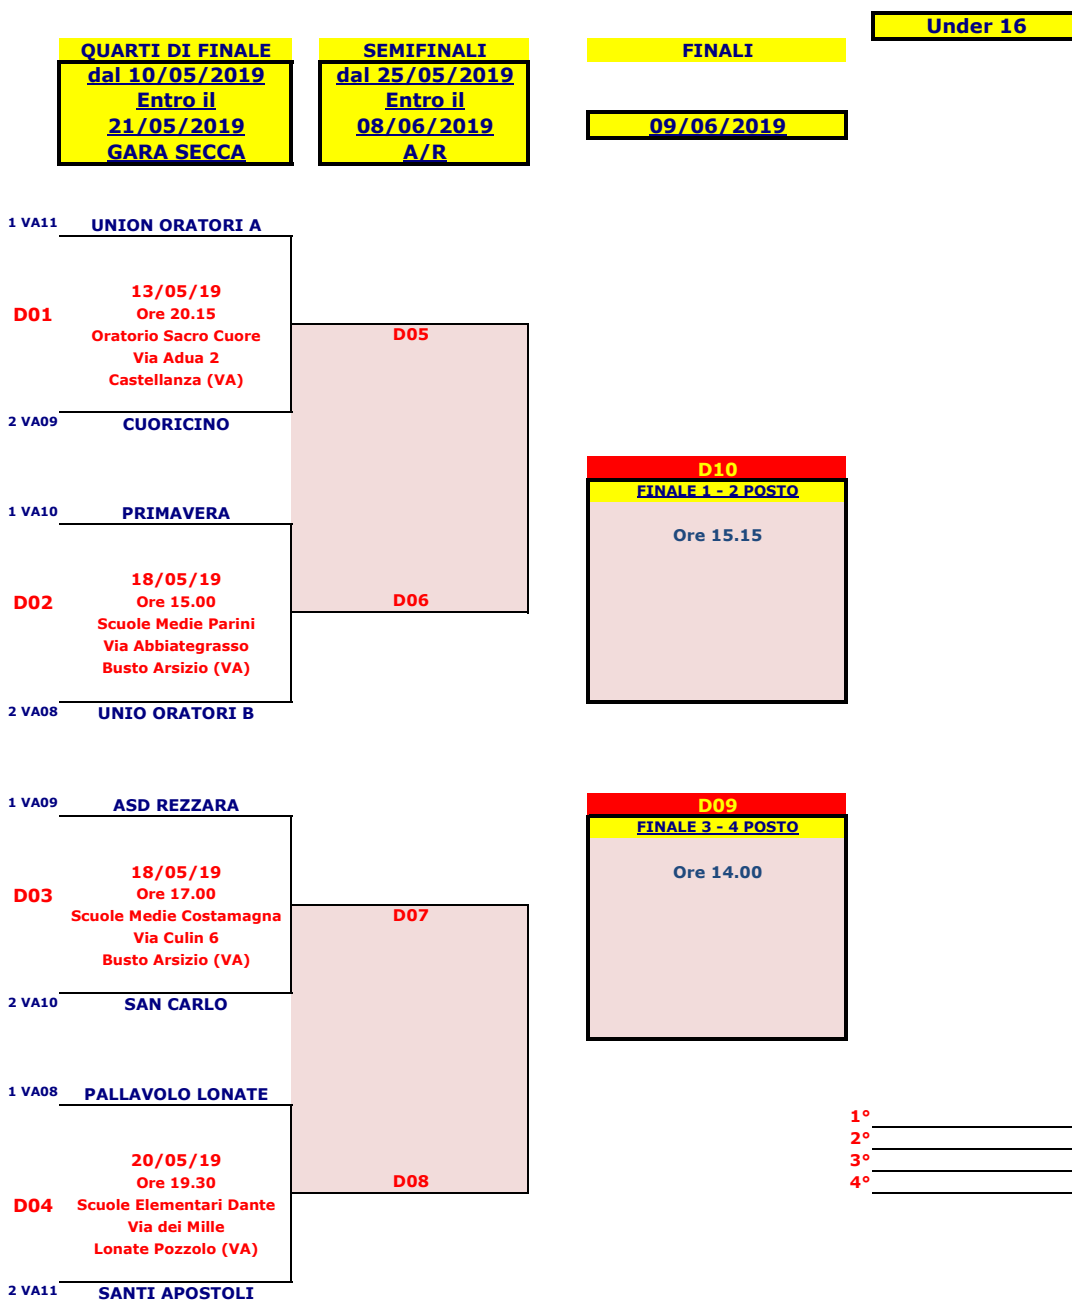 Under 16
QUARTI DI FINALE
dal 10/05/2019
Entro il
21/05/2019
GARA SECCA
SEMIFINALI
dal 25/05/2019
Entro il
08/06/2019
A/R
FINALI
09/06/2019
1 VA11 UNION ORATORI A
D01
13/05/19
Ore 20.15
Oratorio Sacro Cuore
Via Adua 2
Castellanza (VA)
2 VA09 CUORICINO
D05
1 VA10 PRIMAVERA
D02
18/05/19
Ore 15.00
Scuole Medie Parini
Via Abbiategrasso
Busto Arsizio (VA)
2 VA08 UNIO ORATORI B
D06
D10
FINALE 1 - 2 POSTO
Ore 15.15
1 VA09 ASD REZZARA
D03
18/05/19
Ore 17.00
Scuole Medie Costamagna
Via Culin 6
Busto Arsizio (VA)
2 VA10 SAN CARLO
D07
D09
FINALE 3 - 4 POSTO
Ore 14.00
1 VA08 PALLAVOLO LONATE
D04
20/05/19
Ore 19.30
Scuole Elementari Dante
Via dei Mille
Lonate Pozzolo (VA)
2 VA11 SANTI APOSTOLI
D08
1°
2°
3°
4°